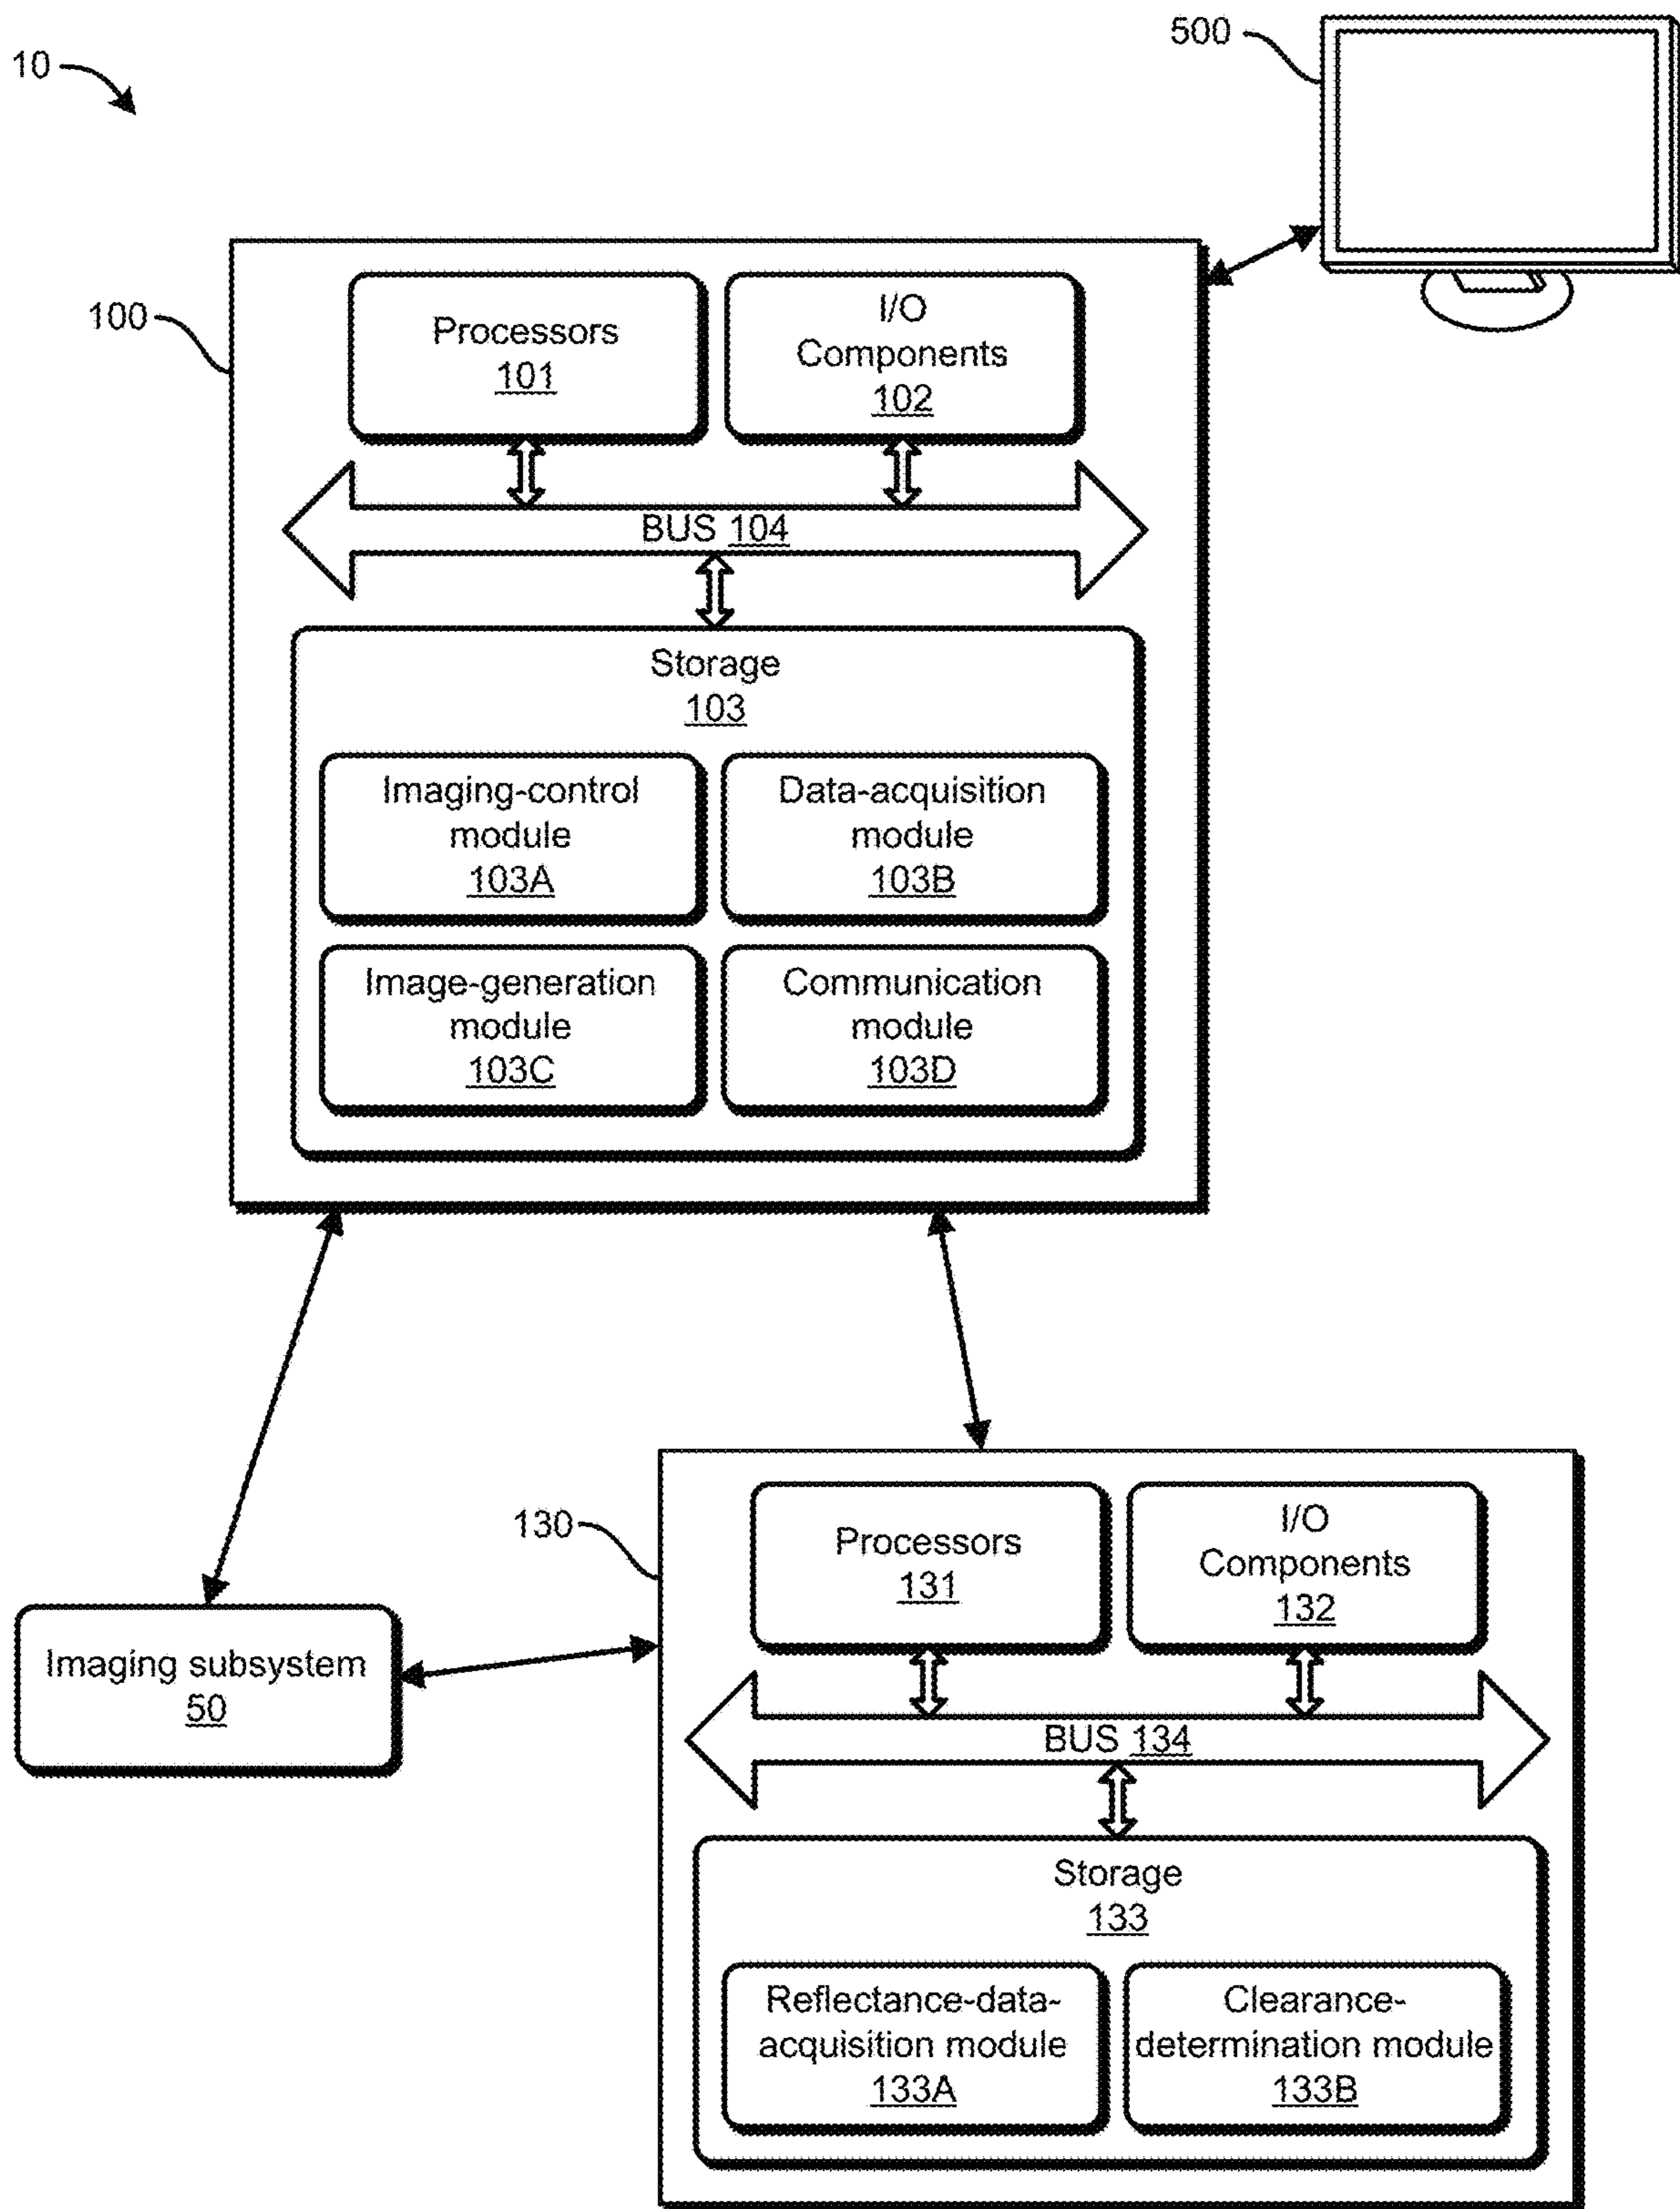 10
500
100
Processors
101
I/O
Components
102
BUS 104
Storage
103
Imaging-control
module
103A
Data-acquisition
module
103B
Image-generation
module
103C
Communication
module
103D
130
Processors
131
I/O
Components
132
Imaging subsystem
50
BUS 134
Storage
133
Reflectance-data-
acquisition module
133A
Clearance-
determination module
133B